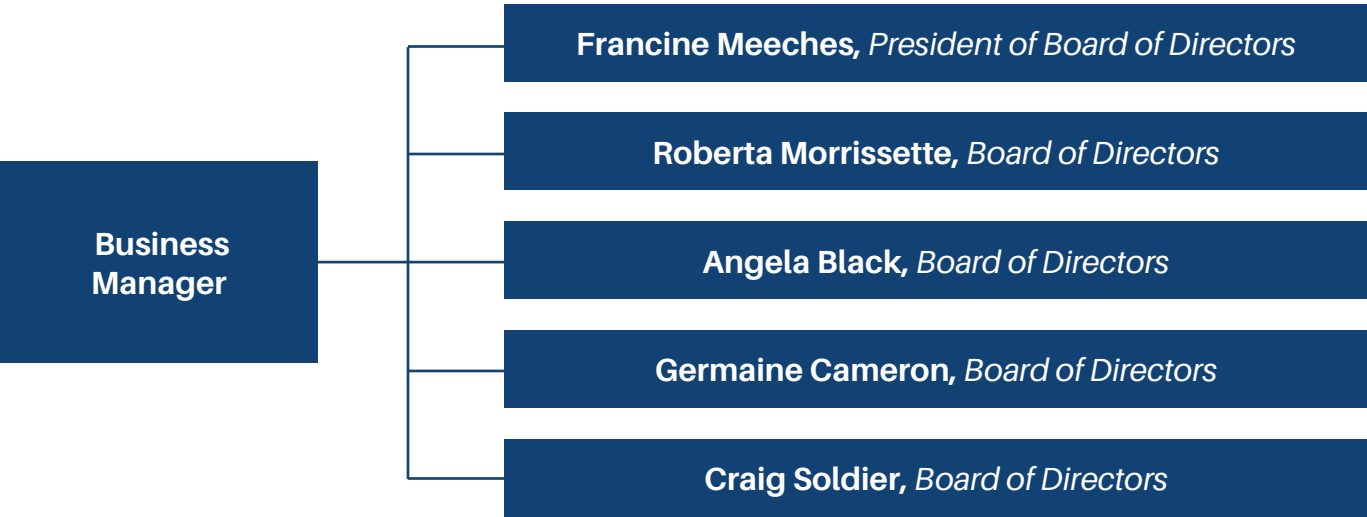 Business
Manager
Francine Meeches, President of Board of Directors
Roberta Morrissette, Board of Directors
Angela Black, Board of Directors
Germaine Cameron, Board of Directors
Craig Soldier, Board of Directors